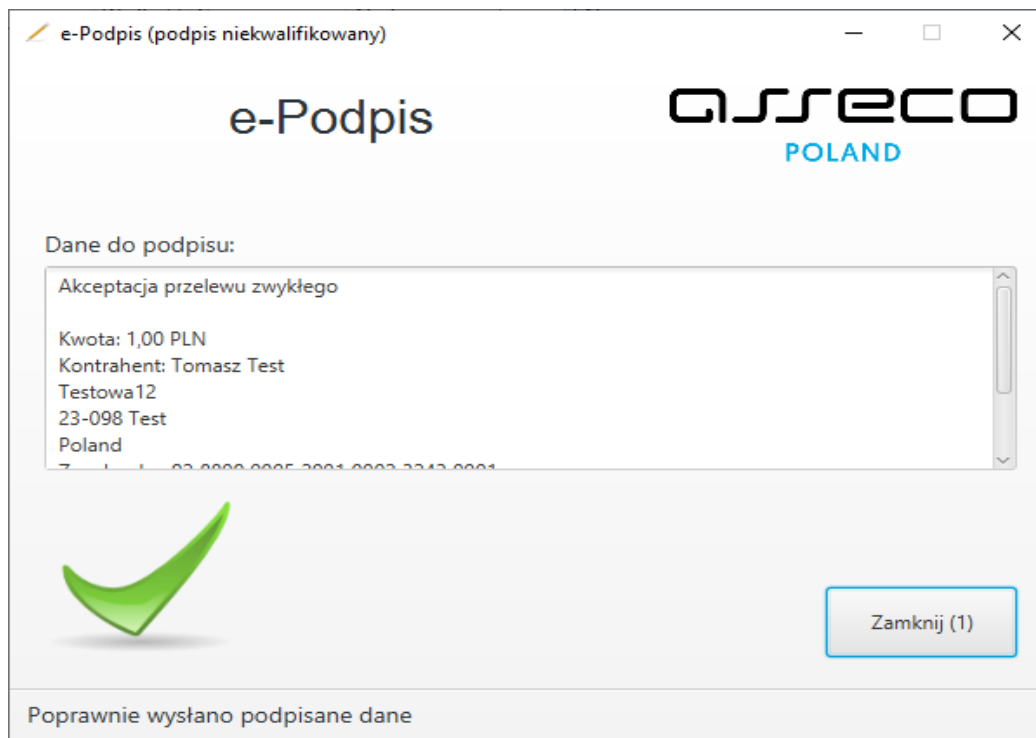 e-Podpis (podpis niekwalifikowany)
e-Podpis
asseco
POLAND
Dane do podpisu:
Akceptacja przelewu zwykłego
Kwota: 1,00 PLN
Kontrahent: Tomasz Test
Testowa12
23-098 Test
Poland
Zamknij (1)
Poprawnie wysłano podpisane dane